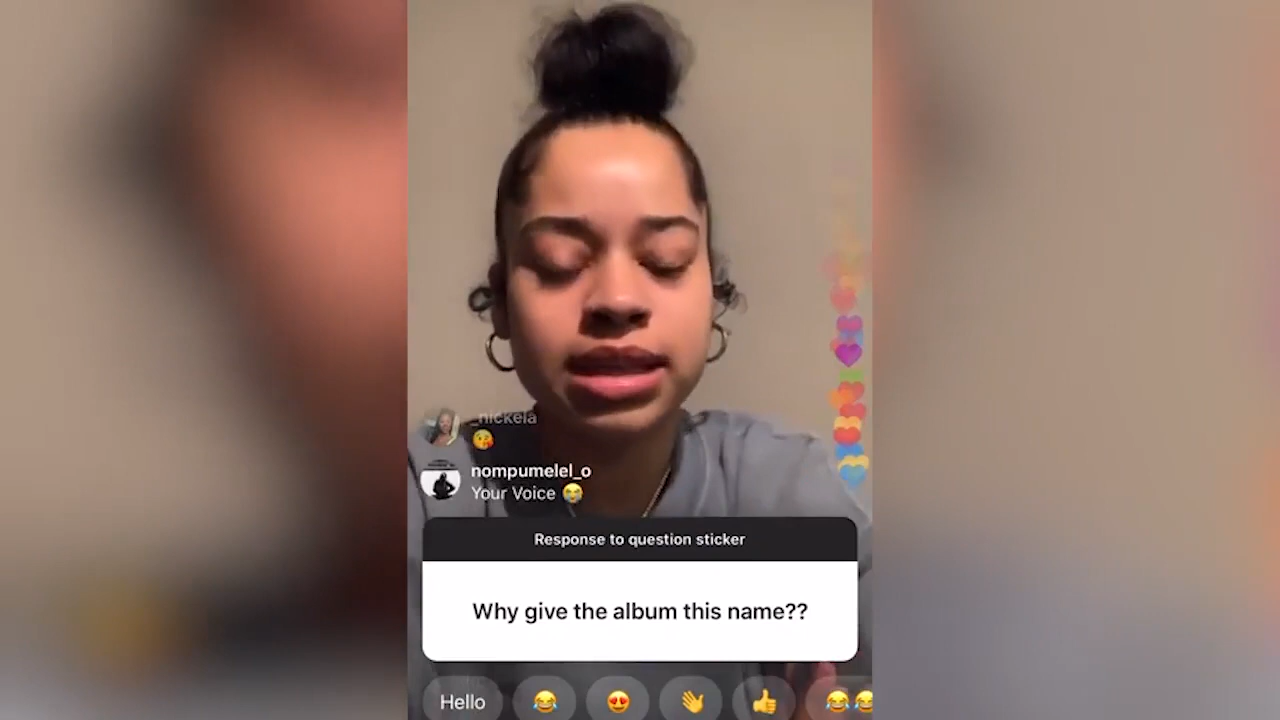 _nickela
😘
nompumelel_o
Your Voice 😂
Response to question sticker
Why give the album this name??
Hello 😂 😍 👋 👍 😂😂